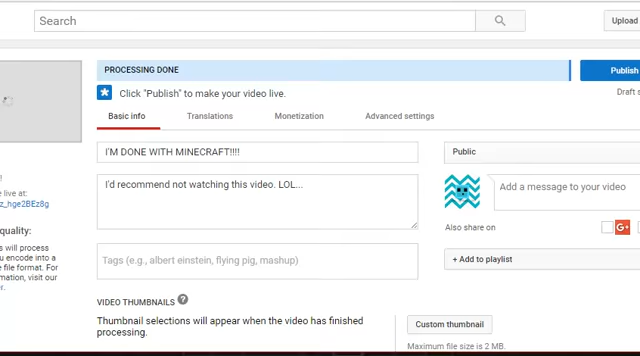 Search
Upload
PROCESSING DONE
Publish
Click "Publish" to make your video live.
Draft s
Basic info
Translations
Monetization
Advanced settings
I'M DONE WITH MINECRAFT!!!!
Public
I'd recommend not watching this video. LOL...
Add a message to your video
Also share on
G+
Tags (e.g., albert einstein, flying pig, mashup)
+ Add to playlist
VIDEO THUMBNAILS ?
Thumbnail selections will appear when the video has finished
processing.
Custom thumbnail
Maximum file size is 2 MB.
!
e live at:
z_hge2BEz8g
quality:
s will process
u encode into a
e file format. For
mation, visit our
r.